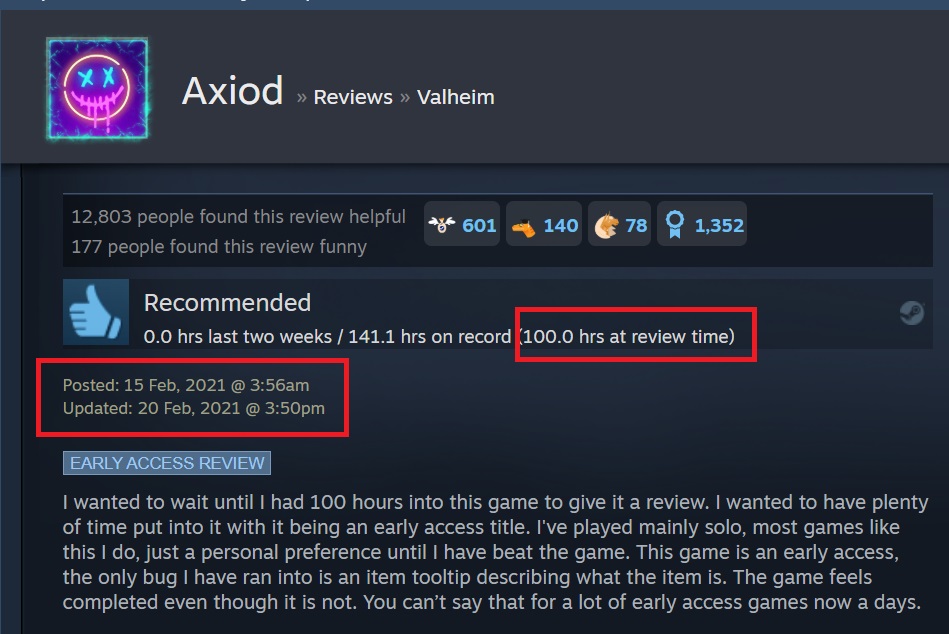 Axiod » Reviews » Valheim
12,803 people found this review helpful 601 140 78 1,352
177 people found this review funny
Recommended
0.0 hrs last two weeks / 141.1 hrs on record (100.0 hrs at review time)
Posted: 15 Feb, 2021 @ 3:56am
Updated: 20 Feb, 2021 @ 3:50pm
EARLY ACCESS REVIEW
I wanted to wait until I had 100 hours into this game to give it a review. I wanted to have plenty
of time put into it with it being an early access title. I've played mainly solo, most games like
this I do, just a personal preference until I have beat the game. This game is an early access,
the only bug I have ran into is an item tooltip describing what the item is. The game feels
completed even though it is not. You can’t say that for a lot of early access games now a days.